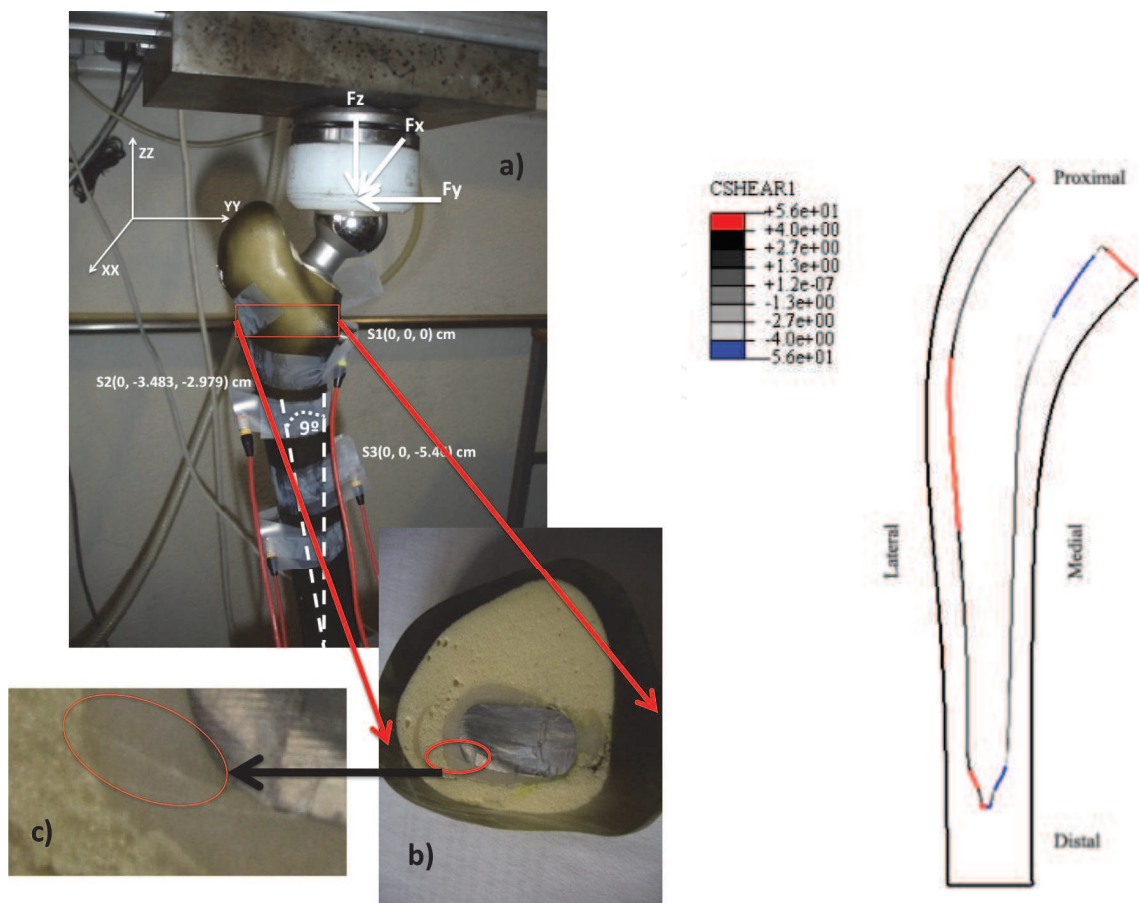 Fz
Fx
a)
Fy
ZZ
YY
XX
S1(0, 0, 0) cm
S2(0, -3.483, -2.979) cm
9º
S3(0, 0, -5.46) cm
c)
b)
CSHEAR1
+5.6e+01
+4.0e+00
+2.7e+00
+1.3e+00
+1.2e-07
-1.3e+00
-2.7e+00
-4.0e+00
-5.6e+01
Proximal
Lateral
Medial
Distal